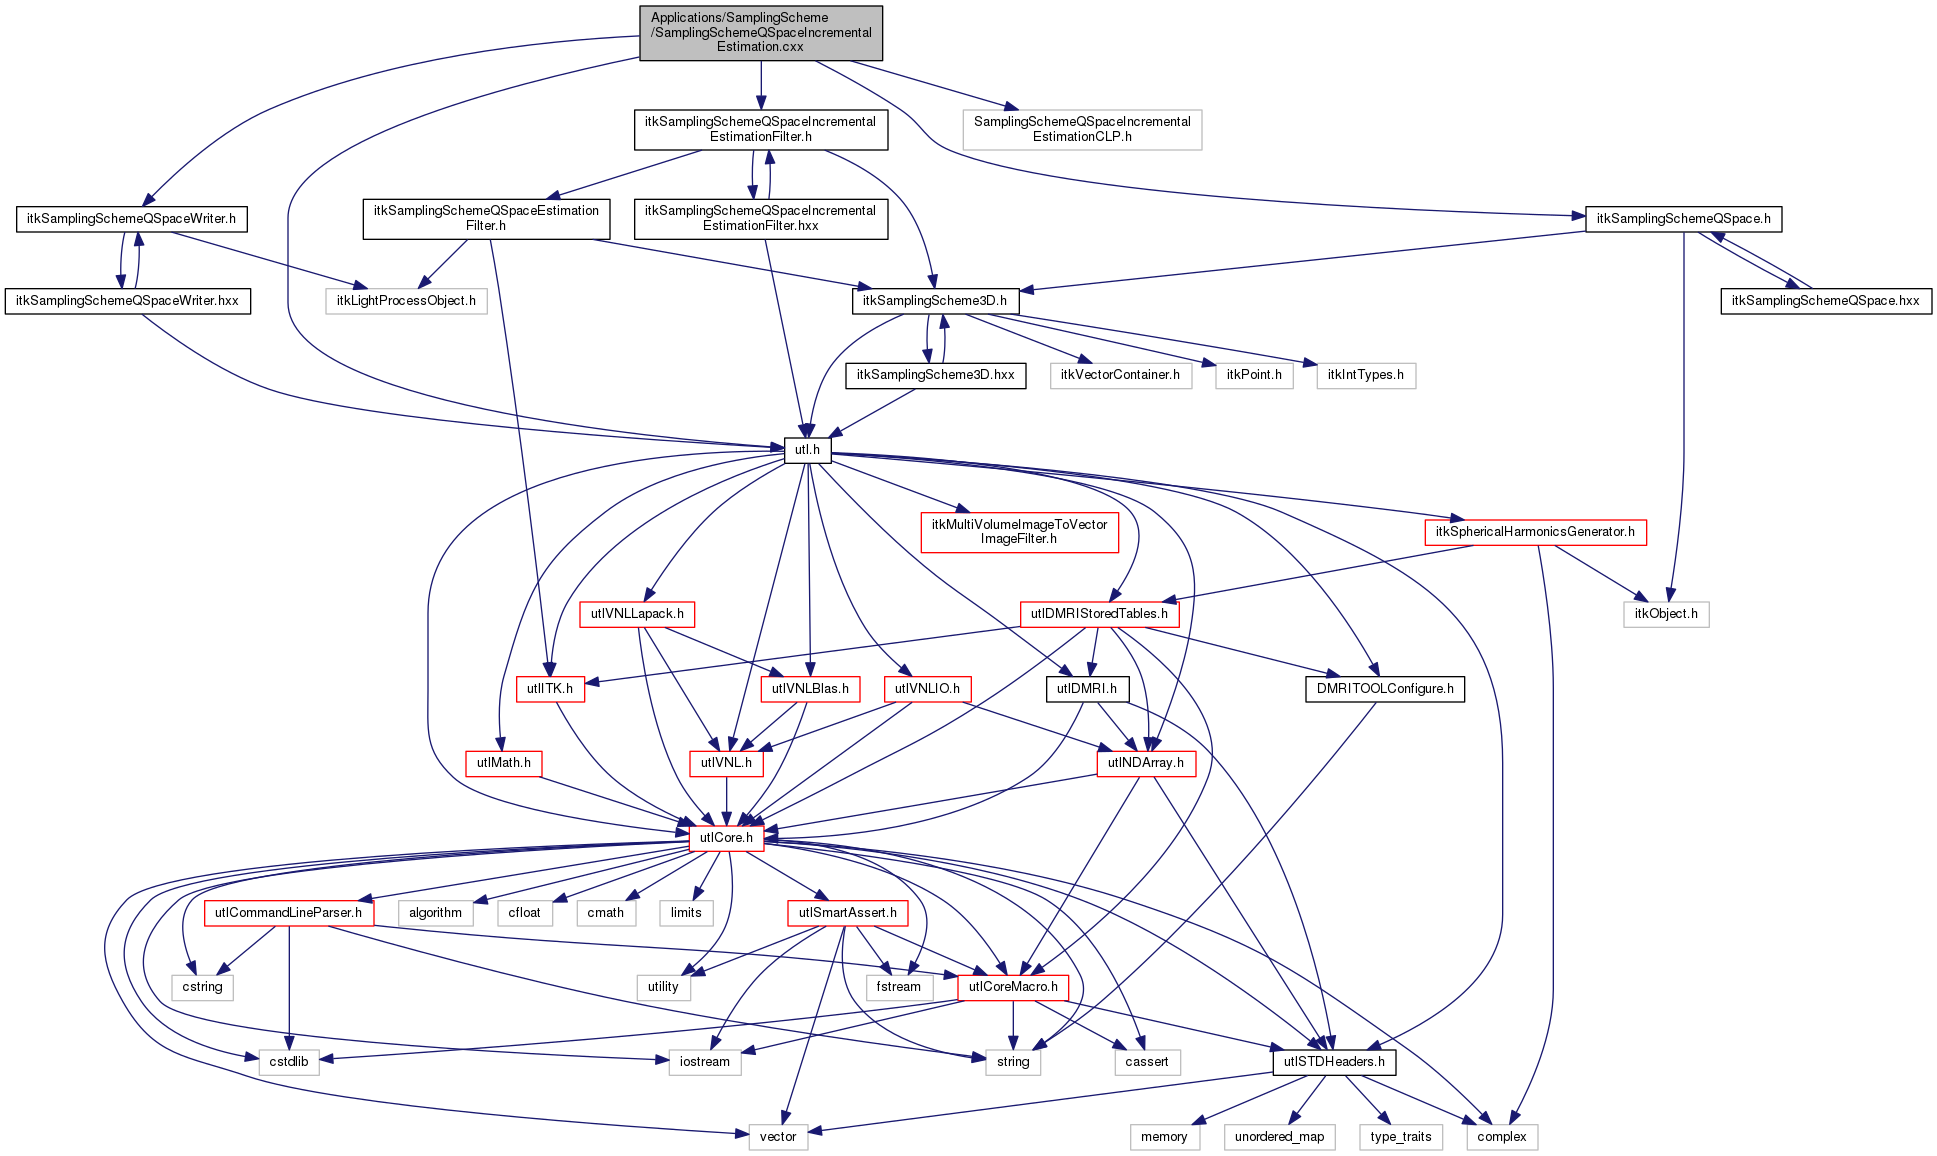 Applications/SamplingScheme
/SamplingSchemeQSpaceIncremental
Estimation.cxx
itkSamplingSchemeQSpaceIncremental
EstimationFilter.h
SamplingSchemeQSpaceIncremental
EstimationCLP.h
itkSamplingSchemeQSpaceWriter.h
itkSamplingSchemeQSpaceEstimation
Filter.h
itkSamplingSchemeQSpaceIncremental
EstimationFilter.hxx
itkSamplingSchemeQSpace.h
itkSamplingSchemeQSpaceWriter.hxx
itkLightProcessObject.h
itkSamplingScheme3D.h
itkSamplingSchemeQSpace.hxx
itkSamplingScheme3D.hxx
itkVectorContainer.h
itkPoint.h
itkIntTypes.h
utl.h
itkMultiVolumeImageToVector
ImageFilter.h
itkSphericalHarmonicsGenerator.h
utlVNLLapack.h
utlDMRIStoredTables.h
itkObject.h
utlITK.h
utlVNLBlas.h
utlVNLIO.h
utlDMRI.h
DMRITOOLConfigure.h
utlMath.h
utlVNL.h
utlNDArray.h
utlCore.h
utlCommandLineParser.h
algorithm
cfloat
cmath
limits
utlSmartAssert.h
cstring
utility
fstream
utlCoreMacro.h
cstdlib
iostream
string
cassert
utlSTDHeaders.h
vector
memory
unordered_map
type_traits
complex